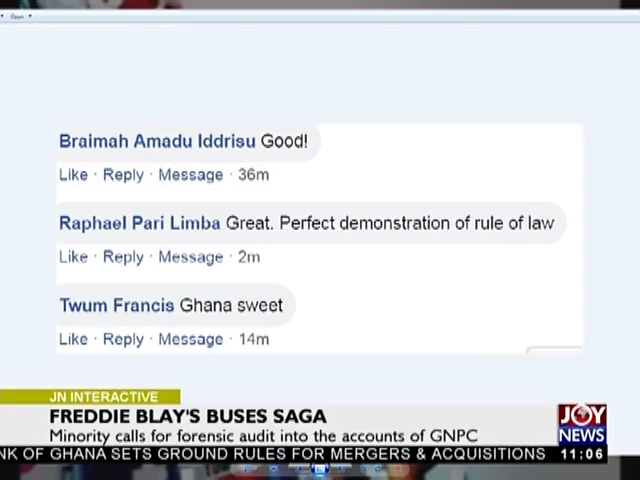 Open
Braimah Amadu Iddrisu Good!
Like · Reply · Message · 36m
Raphael Pari Limba Great. Perfect demonstration of rule of law
Like · Reply · Message · 2m
Twum Francis Ghana sweet
Like · Reply · Message · 14m
JN INTERACTIVE
FREDDIE BLAY'S BUSES SAGA
Minority calls for forensic audit into the accounts of GNPC
JOY
NEWS
NK OF GHANA SETS GROUND RULES FOR MERGERS & ACQUISITIONS
11:06